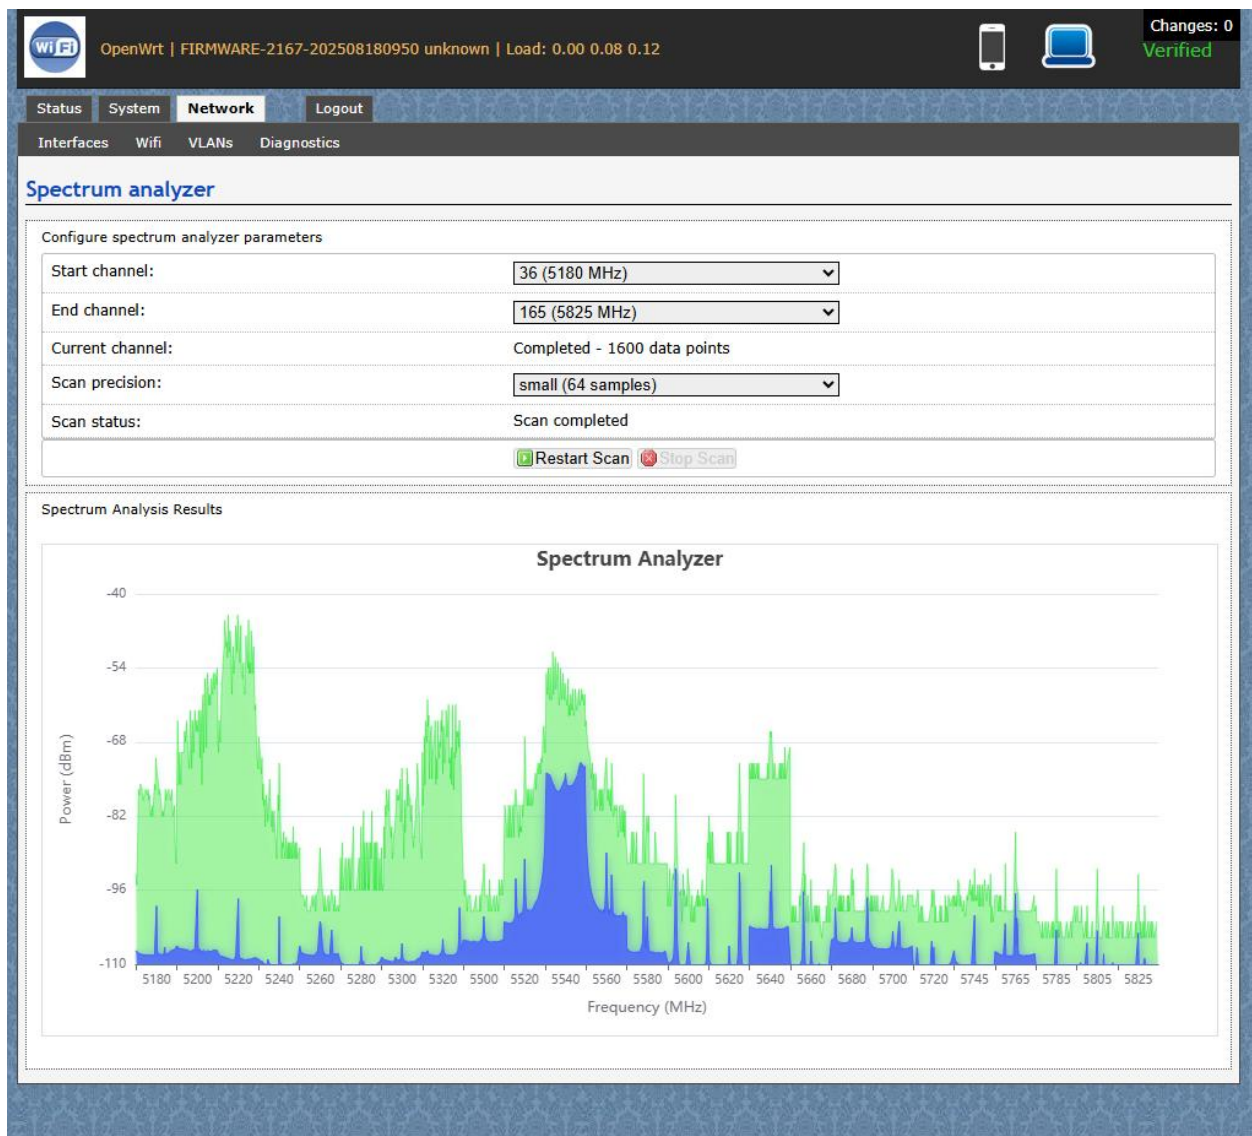 WiFi
OpenWrt | FIRMWARE-2167-202508180950 unknown | Load: 0.00 0.08 0.12
Changes: 0
Verified
Status System Network Logout
Interfaces Wifi VLANs Diagnostics
Spectrum analyzer
Configure spectrum analyzer parameters
Start channel: 36 (5180 MHz)
End channel: 165 (5825 MHz)
Current channel: Completed - 1600 data points
Scan precision: small (64 samples)
Scan status: Scan completed
Restart Scan Stop Scan
Spectrum Analysis Results
Spectrum Analyzer
-40
-54
-68
-82
-96
-110
Power (dBm)
5180 5200 5220 5240 5260 5280 5300 5320 5500 5520 5540 5560 5580 5600 5620 5640 5660 5680 5700 5720 5745 5765 5785 5805 5825
Frequency (MHz)